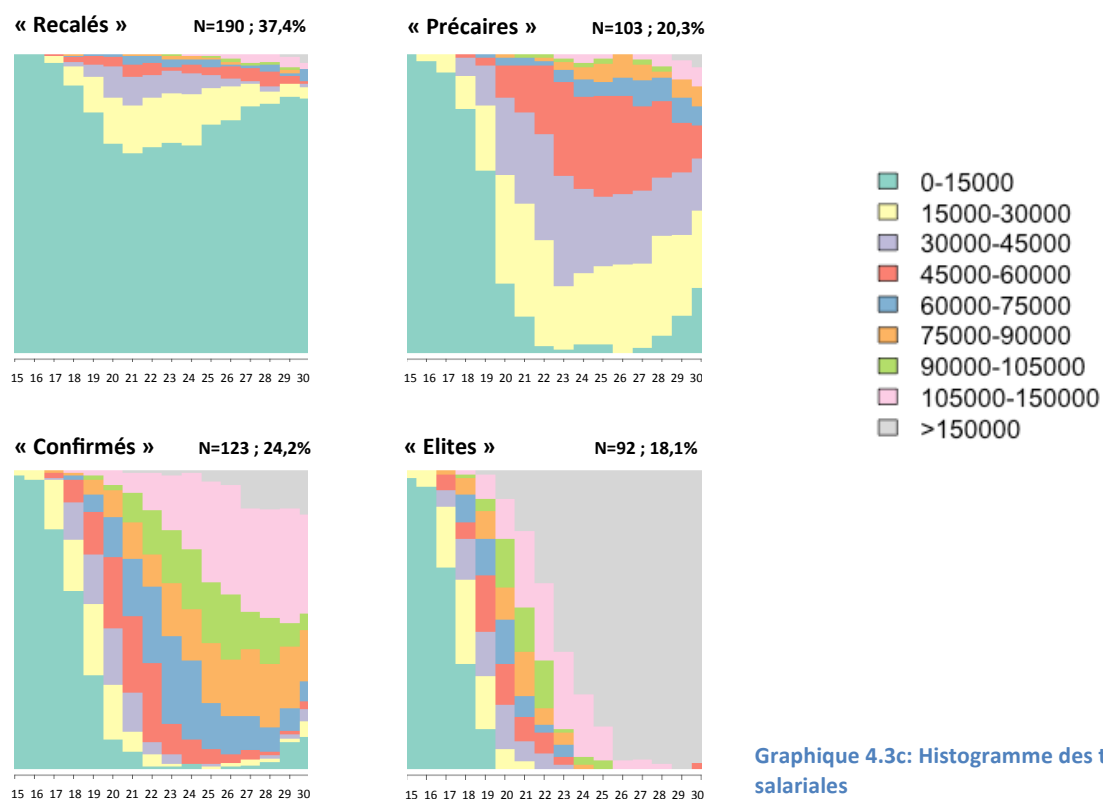 « Recalés » N=190 ; 37,4%
« Précaires » N=103 ; 20,3%
15 16 17 18 19 20 21 22 23 24 25 26 27 28 29 30
15 16 17 18 19 20 21 22 23 24 25 26 27 28 29 30
0-15000
15000-30000
30000-45000
45000-60000
60000-75000
75000-90000
90000-105000
105000-150000
>150000
« Confirmés » N=123 ; 24,2%
« Elites » N=92 ; 18,1%
15 16 17 18 19 20 21 22 23 24 25 26 27 28 29 30
15 16 17 18 19 20 21 22 23 24 25 26 27 28 29 30
Graphique 4.3c: Histogramme des t
salariales